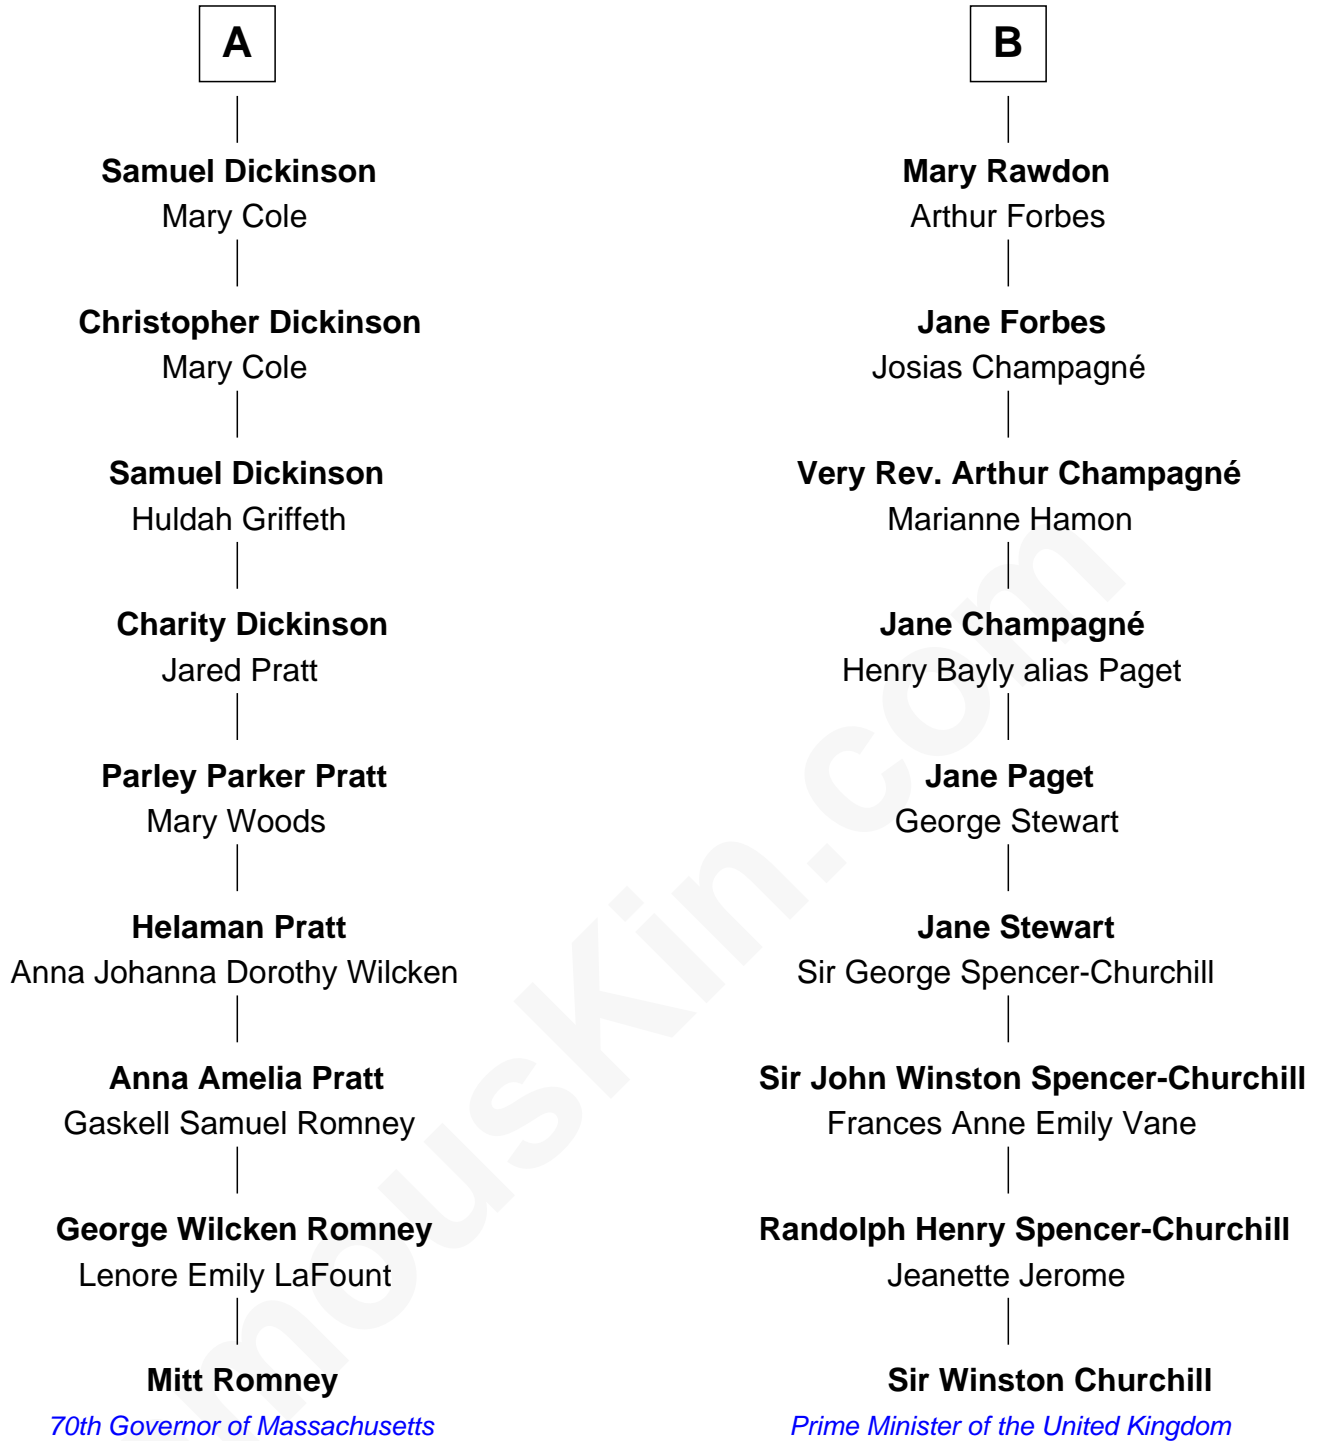 A
Samuel Dickinson
Mary Cole
Christopher Dickinson
Mary Cole
Samuel Dickinson
Huldah Griffeth
Charity Dickinson
Jared Pratt
Parley Parker Pratt
Mary Woods
Helaman Pratt
Anna Johanna Dorothy Wilcken
Anna Amelia Pratt
Gaskell Samuel Romney
George Wilcken Romney
Lenore Emily LaFount
Mitt Romney
70th Governor of Massachusetts
B
Mary Rawdon
Arthur Forbes
Jane Forbes
Josias Champagné
Very Rev. Arthur Champagné
Marianne Hamon
Jane Champagné
Henry Bayly alias Paget
Jane Paget
George Stewart
Jane Stewart
Sir George Spencer-Churchill
Sir John Winston Spencer-Churchill
Frances Anne Emily Vane
Randolph Henry Spencer-Churchill
Jeanette Jerome
Sir Winston Churchill
Prime Minister of the United Kingdom
mousKin.com